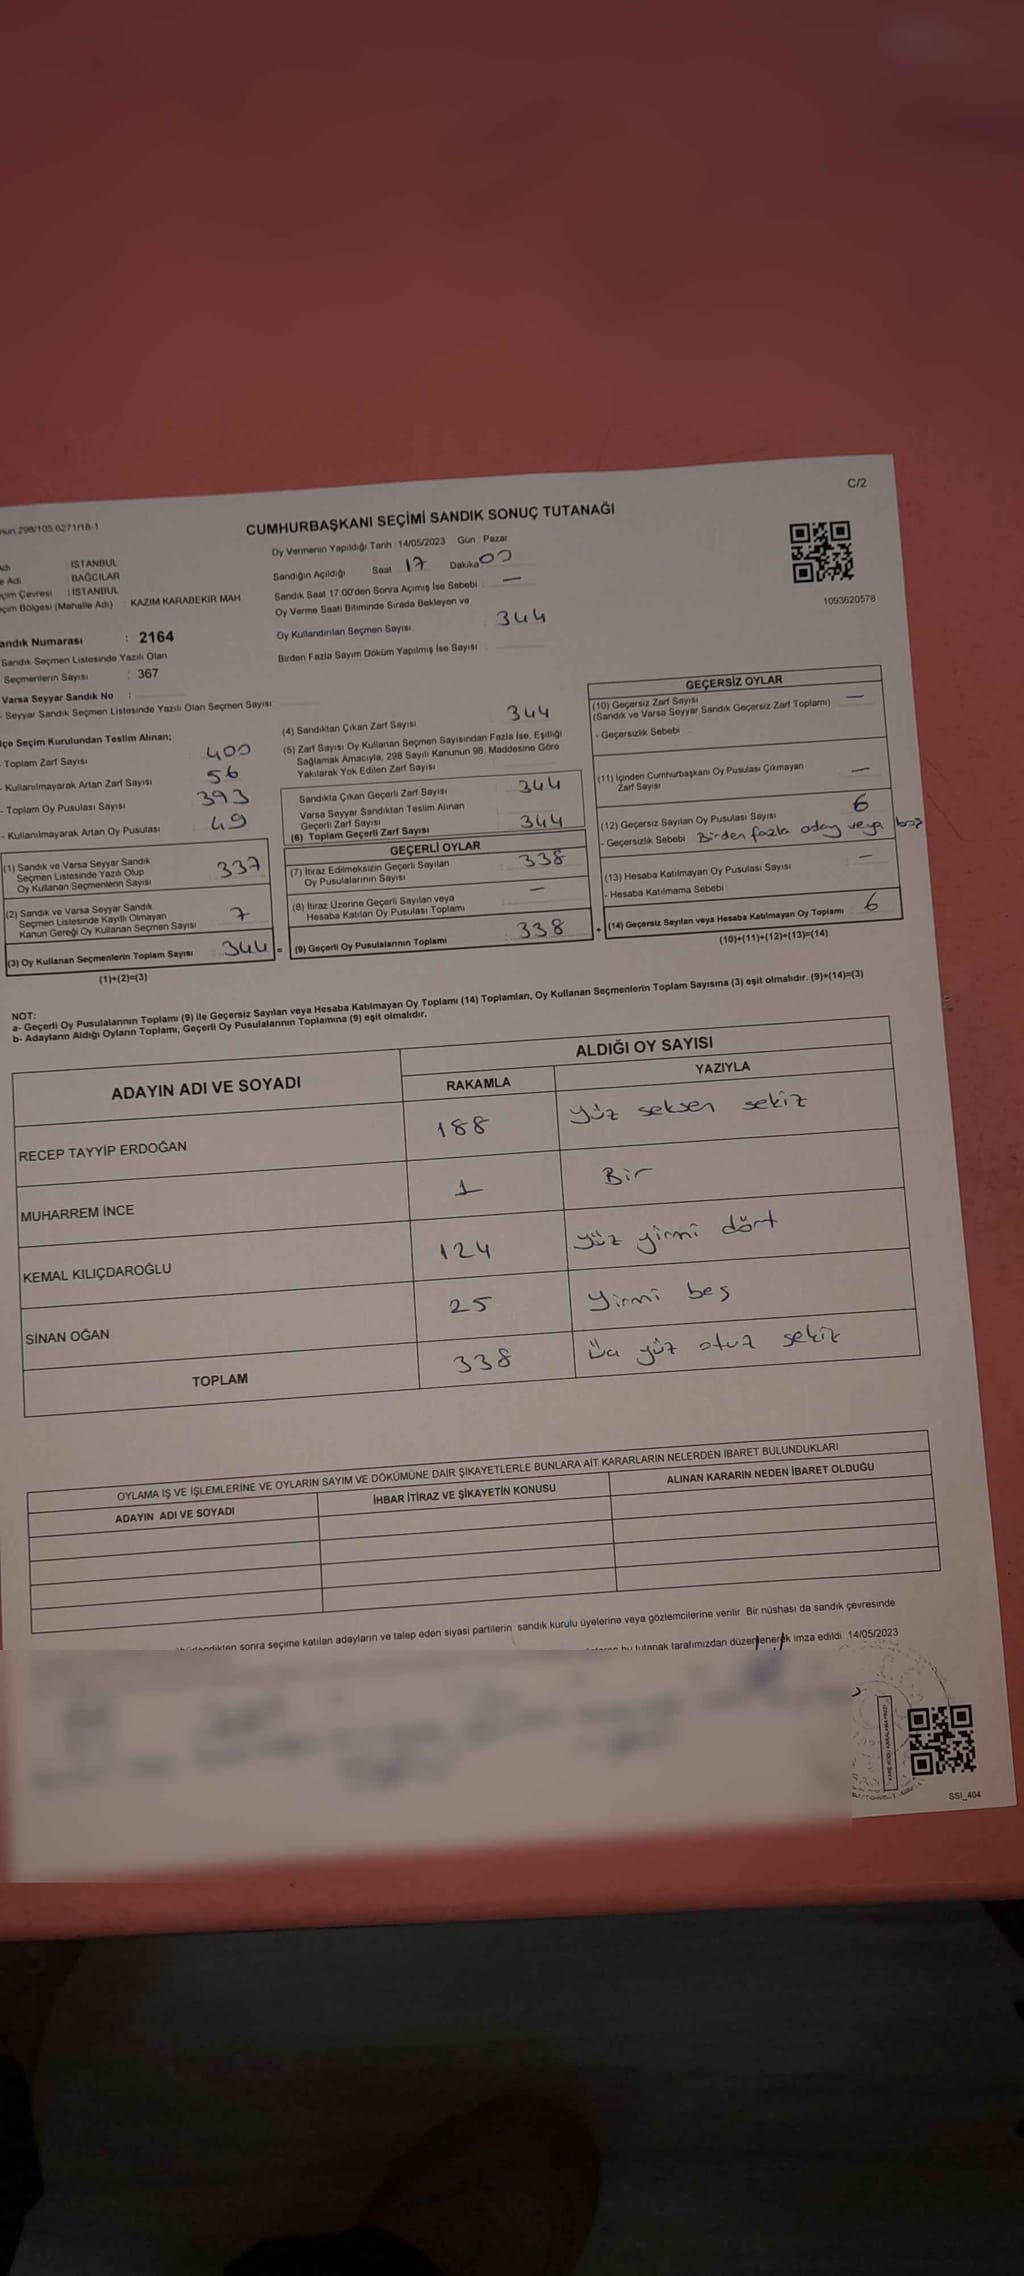 C/2
nun.298/105.6271/18-1
CUMHURBAŞKANI SEÇİMİ SANDIK SONUÇ TUTANAĞI
Adı : İSTANBUL
e Adı : BAĞCILAR
çim Çevresi : İSTANBUL
çim Bölgesi (Mahalle Adı) : KAZIM KARABEKİR MAH
Oy Vermenin Yapıldığı Tarih : 14/05/2023 Gün : Pazar
Sandığın Açıldığı Saat 17 Dakika 00
Sandık Saat 17.00'den Sonra Açımış İse Sebebi : —
Oy Verme Saati Bitiminde Sırada Bekleyen ve
Oy Kullandırılan Seçmen Sayısı : 344
Birden Fazla Sayım Döküm Yapılmış İse Sayısı :
1093620578
andık Numarası : 2164
Sandık Seçmen Listesinde Yazılı Olan
Seçmenlerin Sayısı : 367
Varsa Seyyar Sandık No :
- Seyyar Sandık Seçmen Listesinde Yazılı Olan Seçmen Sayısı
lçe Seçim Kurulundan Teslim Alınan;
- Toplam Zarf Sayısı 400
- Kullanılmayarak Artan Zarf Sayısı 56
- Toplam Oy Pusulası Sayısı 393
- Kullanılmayarak Artan Oy Pusulası 49
(1) Sandık ve Varsa Seyyar Sandık
Seçmen Listesinde Yazılı Olup
Oy Kullanan Seçmenlerin Sayısı 337
(2) Sandık ve Varsa Seyyar Sandık
Seçmen Listesinde Kayıtlı Olmayan
Kanun Gereği Oy Kullanan Seçmen Sayısı 7
(3) Oy Kullanan Seçmenlerin Toplam Sayısı 344 =
(1)+(2)=(3)
(4) Sandıktan Çıkan Zarf Sayısı 344
(5) Zarf Sayısı Oy Kullanan Seçmen Sayısından Fazla İse, Eşitliği
Sağlamak Amacıyla, 298 Sayılı Kanunun 98. Maddesine Göre
Yakılarak Yok Edilen Zarf Sayısı
Sandıkta Çıkan Geçerli Zarf Sayısı 344
Varsa Seyyar Sandıktan Teslim Alınan
Geçerli Zarf Sayısı
(6) Toplam Geçerli Zarf Sayısı 344
GEÇERLİ OYLAR
(7) İtiraz Edilmeksizin Geçerli Sayılan
Oy Pusulalarının Sayısı 338
(8) İtiraz Üzerine Geçerli Sayılan veya
Hesaba Katılan Oy Pusulası Toplamı —
(9) Geçerli Oy Pusulalarının Toplamı 338 +
GEÇERSİZ OYLAR
(10) Geçersiz Zarf Sayısı —
(Sandık ve Varsa Seyyar Sandık Geçersiz Zarf Toplamı)
- Geçersizlik Sebebi
(11) İçinden Cumhurbaşkanı Oy Pusulası Çıkmayan
Zarf Sayısı —
(12) Geçersiz Sayılan Oy Pusulası Sayısı 6
- Geçersizlik Sebebi Birden fazla aday veya boş
(13) Hesaba Katılmayan Oy Pusulası Sayısı —
- Hesaba Katılmama Sebebi
(14) Geçersiz Sayılan veya Hesaba Katılmayan Oy Toplamı 6
(10)+(11)+(12)+(13)=(14)
NOT:
a- Geçerli Oy Pusulalarının Toplamı (9) ile Geçersiz Sayılan veya Hesaba Katılmayan Oy Toplamı (14) Toplamları, Oy Kullanan Seçmenlerin Toplam Sayısına (3) eşit olmalıdır. (9)+(14)=(3)
b- Adayların Aldığı Oyların Toplamı, Geçerli Oy Pusulalarının Toplamına (9) eşit olmalıdır.
ADAYIN ADI VE SOYADI
ALDIĞI OY SAYISI
RAKAMLA YAZIYLA
RECEP TAYYİP ERDOĞAN 188 yüz seksen sekiz
MUHARREM İNCE 1 Bir
KEMAL KILIÇDAROĞLU 124 yüz yirmi dört
SİNAN OĞAN 25 yirmi beş
TOPLAM 338 yüz otuz sekiz
OYLAMA İŞ VE İŞLEMLERİNE VE OYLARIN SAYIM VE DÖKÜMÜNE DAİR ŞİKAYETLERLE BUNLARA AİT KARARLARIN NELERDEN İBARET BULUNDUKLARI
ADAYIN ADI VE SOYADI İHBAR İTİRAZ VE ŞİKAYETİN KONUSU ALINAN KARARIN NEDEN İBARET OLDUĞU
sonra seçime katılan adayların ve talep eden siyasi partilerin sandık kurulu üyelerine veya gözlemcilerine verilir. Bir nüshası da sandık çevresinde
bu tutanak tarafımızdan düzenlenerek imza edildi 14/05/2023
SSI_404